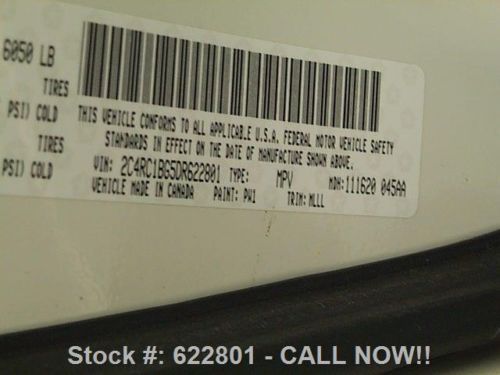 6050 LB
TIRES
PSI) COLD
THIS VEHICLE CONFORMS TO ALL APPLICABLE U.S.A. FEDERAL MOTOR VEHICLE SAFETY
TIRES
STANDARDS IN EFFECT ON THE DATE OF MANUFACTURE SHOWN ABOVE.
PSI) COLD
VIN: 2C4RC1BG5DR622801 TYPE: MPV MDH:111620 045AA
VEHICLE MADE IN CANADA PAINT: PW1 TRIM: MLLL
Stock #: 622801 - CALL NOW!!